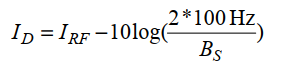 I_D = I_RF − 10log(2*100 Hz / B_S)